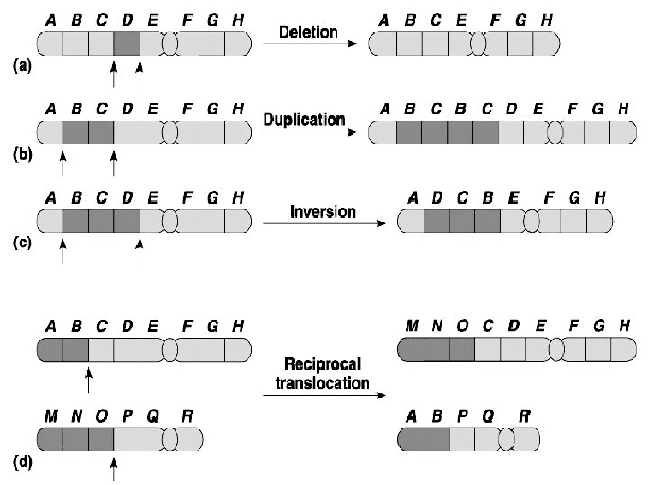 A B C D E F G H
Deletion
A B C E F G H
(a)
A B C D E F G H
Duplication
A B C B C D E F G H
(b)
A B C D E F G H
Inversion
A D C B E F G H
(c)
A B C D E F G H
M N O C D E F G H
Reciprocal
translocation
M N O P Q R
A B P Q R
(d)